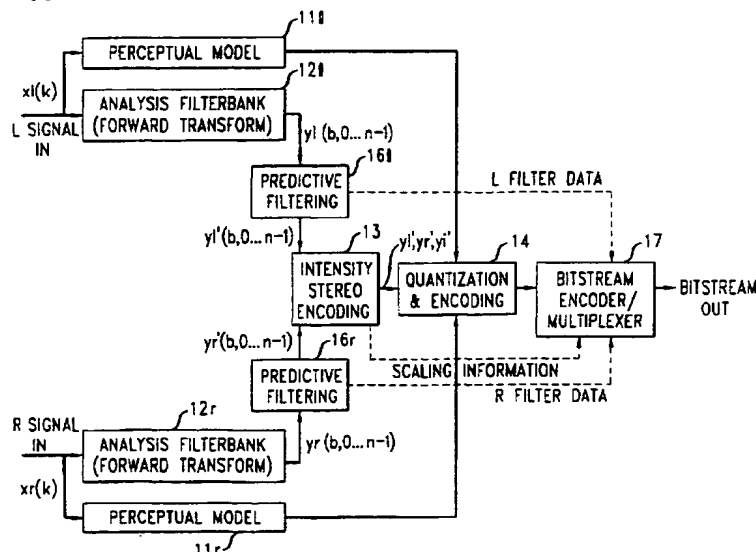 11ℓ
PERCEPTUAL MODEL
12ℓ
xl(k)
ANALYSIS FILTERBANK
(FORWARD TRANSFORM)
L SIGNAL
IN
yl(b,0...n-1)
16ℓ
PREDICTIVE
FILTERING
L FILTER DATA
yl'(b,0...n-1)
13
yl',yr',yi'
14
17
INTENSITY
STEREO
ENCODING
QUANTIZATION
& ENCODING
BITSTREAM
ENCODER/
MULTIPLEXER
BITSTREAM
OUT
yr'(b,0...n-1)
16r
SCALING INFORMATION
PREDICTIVE
FILTERING
R FILTER DATA
12r
R SIGNAL
IN
ANALYSIS FILTERBANK
(FORWARD TRANSFORM)
yr(b,0...n-1)
xr(k)
PERCEPTUAL MODEL
11r